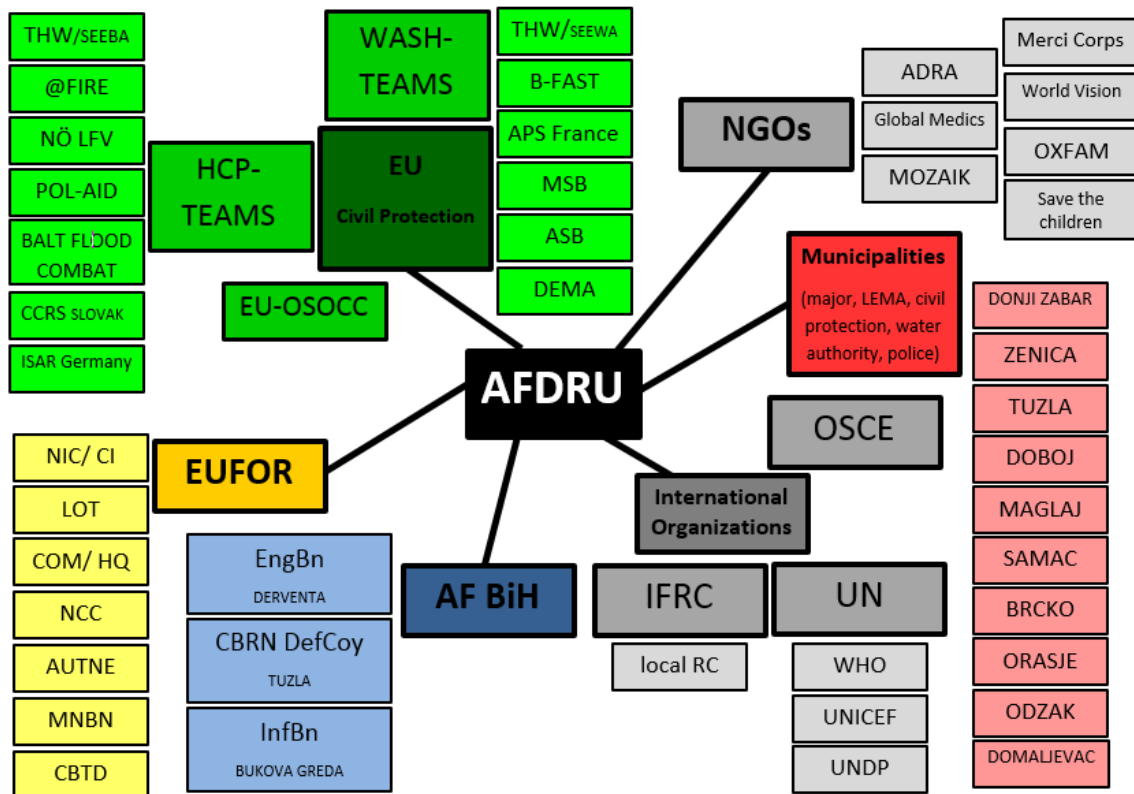 THW/SEEBA
@FIRE
NÖ LFV
POL-AID
BALT FLOOD
COMBAT
CCRS SLOVAK
ISAR Germany
HCP-
TEAMS
WASH-
TEAMS
EU
Civil Protection
EU-OSOCC
THW/SEEWA
B-FAST
APS France
MSB
ASB
DEMA
NGOs
ADRA
Global Medics
MOZAIK
Merci Corps
World Vision
OXFAM
Save the
children
Municipalities
(major, LEMA, civil
protection, water
authority, police)
DONJI ZABAR
ZENICA
TUZLA
DOBOJ
MAGLAJ
SAMAC
BRCKO
ORASJE
ODZAK
DOMALJEVAC
AFDRU
OSCE
International
Organizations
IFRC
local RC
UN
WHO
UNICEF
UNDP
EUFOR
NIC/ CI
LOT
COM/ HQ
NCC
AUTNE
MNBN
CBTD
AF BiH
EngBn
DERVENTA
CBRN DefCoy
TUZLA
InfBn
BUKOVA GREDA